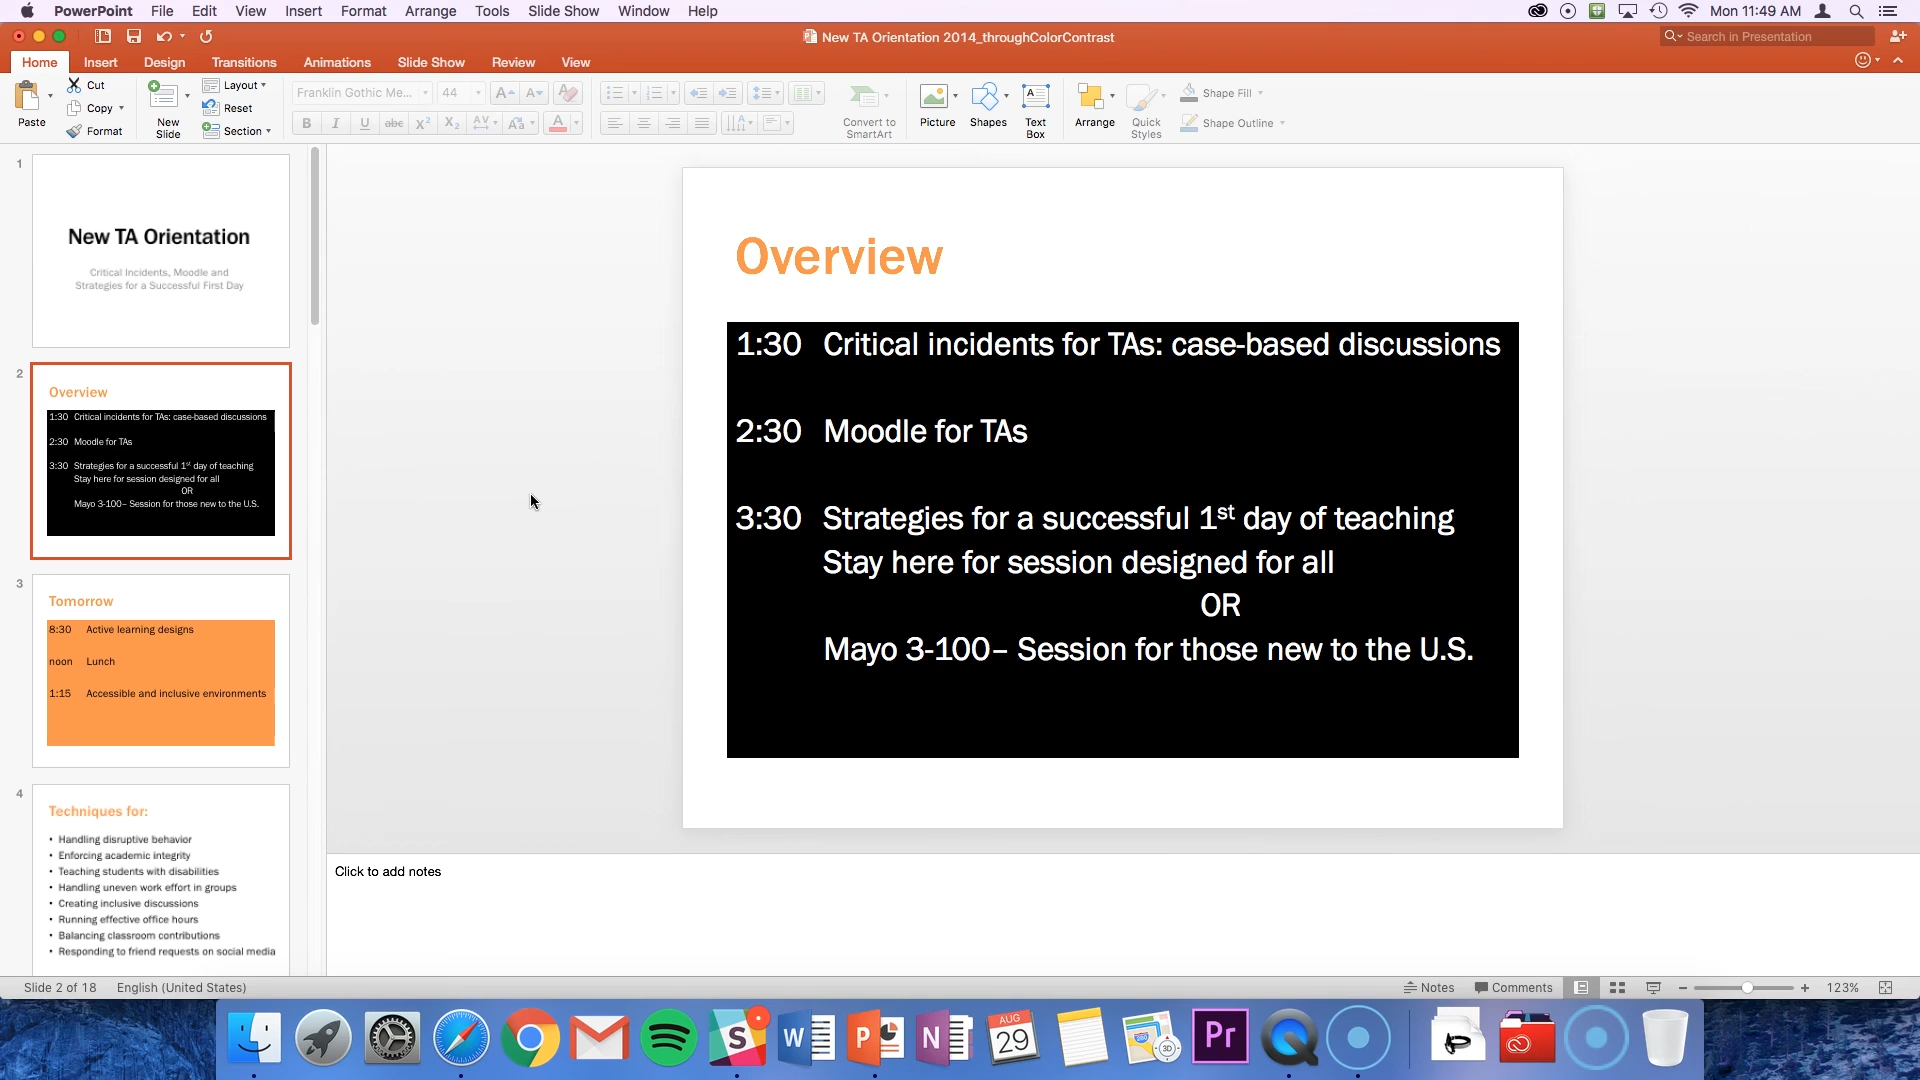 PowerPoint File Edit View Insert Format Arrange Tools Slide Show Window Help Mon 11:49 AM
New TA Orientation 2014_throughColorContrast
Search in Presentation
Home Insert Design Transitions Animations Slide Show Review View
Paste
Cut
Copy
Format
New Slide
Layout
Reset
Section
Franklin Gothic Me... 44
B I U abc X² X₂ AV Aa A
Convert to SmartArt
Picture
Shapes
Text Box
Arrange
Quick Styles
Shape Fill
Shape Outline
1
New TA Orientation
Critical Incidents, Moodle and
Strategies for a Successful First Day
2
Overview
1:30 Critical incidents for TAs: case-based discussions
2:30 Moodle for TAs
3:30 Strategies for a successful 1st day of teaching
Stay here for session designed for all
OR
Mayo 3-100– Session for those new to the U.S.
3
Tomorrow
8:30 Active learning designs
noon Lunch
1:15 Accessible and inclusive environments
4
Techniques for:
• Handling disruptive behavior
• Enforcing academic integrity
• Teaching students with disabilities
• Handling uneven work effort in groups
• Creating inclusive discussions
• Running effective office hours
• Balancing classroom contributions
• Responding to friend requests on social media
Overview
1:30 Critical incidents for TAs: case-based discussions
2:30 Moodle for TAs
3:30 Strategies for a successful 1st day of teaching
Stay here for session designed for all
OR
Mayo 3-100– Session for those new to the U.S.
Click to add notes
Slide 2 of 18 English (United States) Notes Comments 123%
AUG
29
280
3D
Pr